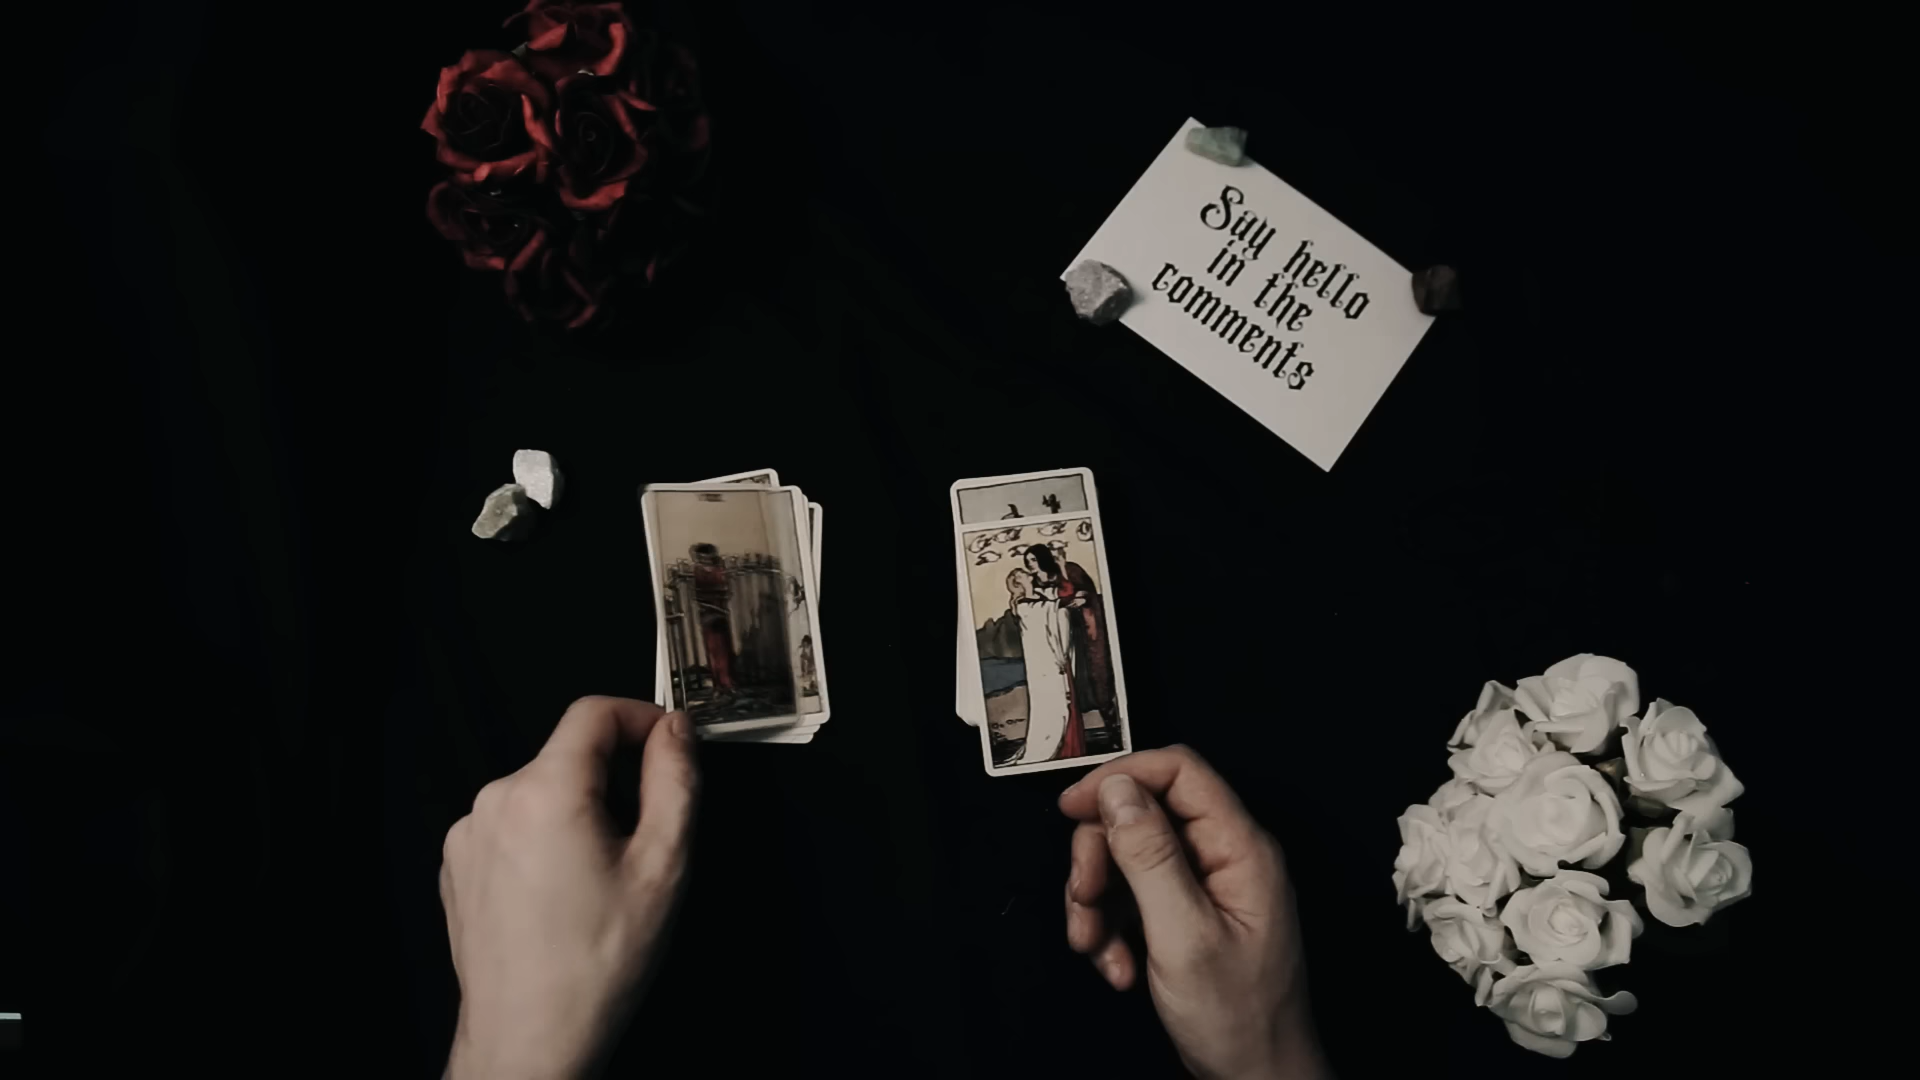 Say hello
in the
comments